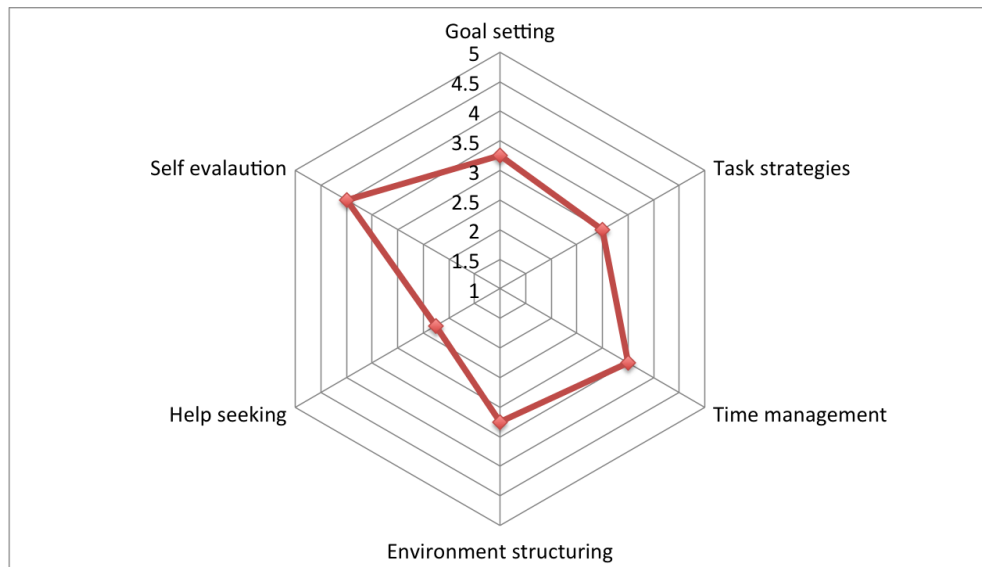 Goal setting
5
4.5
4
3.5
3
2.5
2
1.5
1
Self evalaution
Task strategies
Help seeking
Time management
Environment structuring